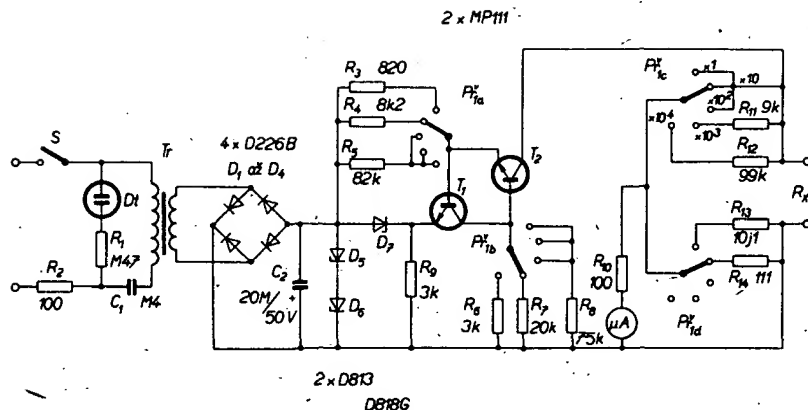 2 x MP111
R3 820
R4 8k2
R5 82k
Př1a
T1
T2
Př1c
x1
x10
x10²
x10³
x10⁴
R11 9k
R12 99k
Rx
R13 10j1
R14 111
Př1d
S
Tr
4 x D226B
D1 až D4
Dt
R1 M47
R2 100
C1 M4
C2 20M/50V
+
D5
D6
D7
R9 3k
Př1b
R6 3k
R7 20k
R8 75k
R10 100
µA
2 x D813
D818G